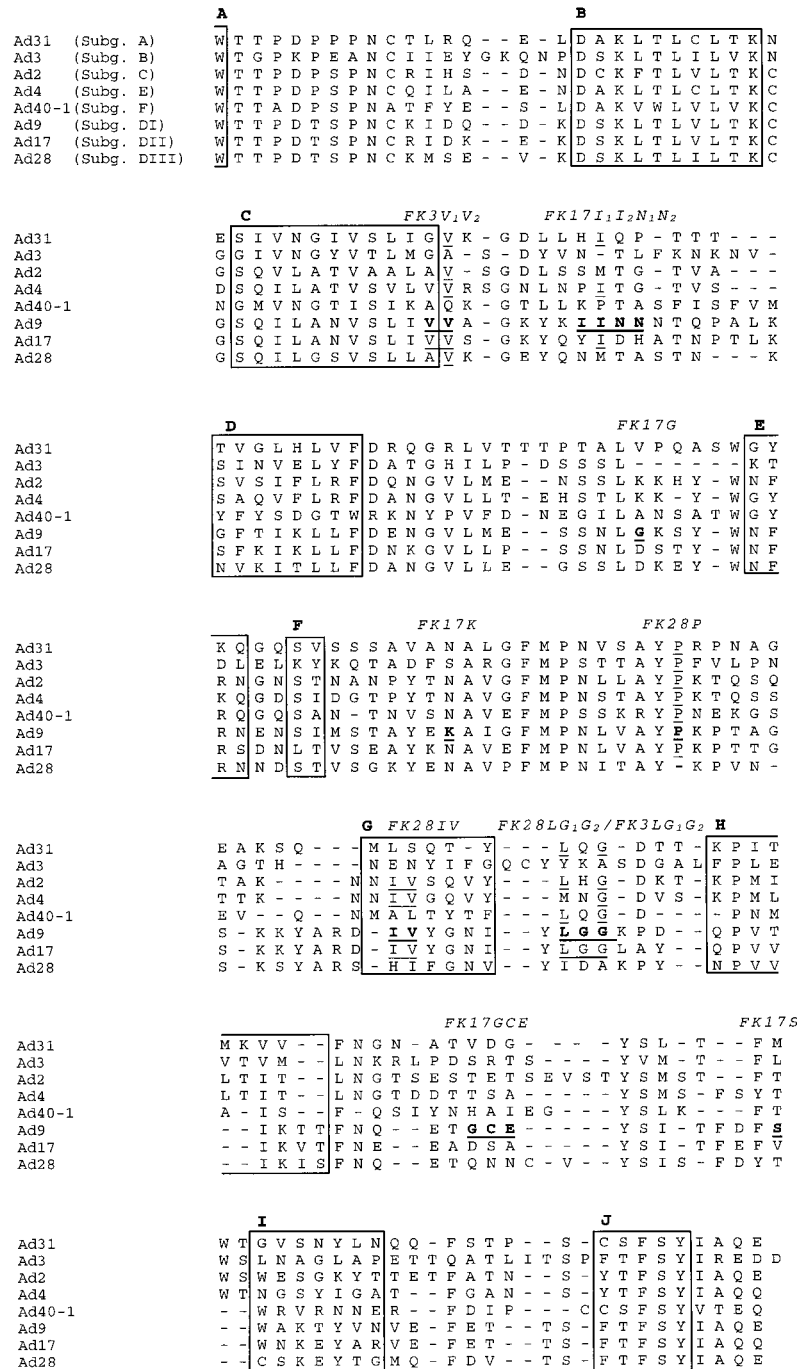 A B
Ad31 (Subg. A) W T T P D P P P N C T L R Q - - E - L D A K L T L C L T K N
Ad3 (Subg. B) W T G P K P E A N C I I E Y G K Q N P D S K L T L I L V K N
Ad2 (Subg. C) W T T P D P S P N C R I H S - - D - N D C K F T L V L T K C
Ad4 (Subg. E) W T T P D P S P N C Q I L A - - E - N D A K L T L C L T K C
Ad40-1 (Subg. F) W T T A D P S P N A T F Y E - - S - L D A K V W L V L V K C
Ad9 (Subg. DI) W T T P D T S P N C K I D Q - - D - K D S K L T L V L T K C
Ad17 (Subg. DII) W T T P D T S P N C R I D K - - E - K D S K L T L V L T K C
Ad28 (Subg. DIII) W T T P D T S P N C K M S E - - V - K D S K L T L I L T K C
C FK3V₁V₂ FK17I₁I₂N₁N₂
Ad31 E S I V N G I V S L I G V K - G D L L H I Q P - T T T - - -
Ad3 G G I V N G Y V T L M G A - S - D Y V N - T L F K N K N V -
Ad2 G S Q V L A T V A A L A V - S G D L S S M T G - T V A - - -
Ad4 D S Q I L A T V S V L V V R S G N L N P I T G - T V S - - -
Ad40-1 N G M V N G T I S I K A Q K - G T L L K P T A S F I S F V M
Ad9 G S Q I L A N V S L I V V A - G K Y K I I N N N T Q P A L K
Ad17 G S Q I L A N V S L I V V S - G K Y Q Y I D H A T N P T L K
Ad28 G S Q I L G S V S L L A V K - G E Y Q N M T A S T N - - - K
D FK17G E
Ad31 T V G L H L V F D R Q G R L V T T T P T A L V P Q A S W G Y
Ad3 S I N V E L Y F D A T G H I L P - D S S S L - - - - - - K T
Ad2 S V S I F L R F D Q N G V L M E - - N S S L K K H Y - W N F
Ad4 S A Q V F L R F D A N G V L L T - E H S T L K K - Y - W G Y
Ad40-1 Y F Y S D G T W R K N Y P V F D - N E G I L A N S A T W G Y
Ad9 G F T I K L L F D E N G V L M E - - S S N L G K S Y - W N F
Ad17 S F K I K L L F D N K G V L L P - - S S N L D S T Y - W N F
Ad28 N V K I T L L F D A N G V L L E - - G S S L D K E Y - W N F
F FK17K FK28P
Ad31 K Q G Q S V S S S A V A N A L G F M P N V S A Y P R P N A G
Ad3 D L E L K Y K Q T A D F S A R G F M P S T T A Y P F V L P N
Ad2 R N G N S T N A N P Y T N A V G F M P N L L A Y P K T Q S Q
Ad4 K Q G D S I D G T P Y T N A V G F M P N S T A Y P K T Q S S
Ad40-1 R Q G Q S A N - T N V S N A V E F M P S S K R Y P N E K G S
Ad9 R N E N S I M S T A Y E K A I G F M P N L V A Y P K P T A G
Ad17 R S D N L T V S E A Y K N A V E F M P N L V A Y P K P T T G
Ad28 R N N D S T V S G K Y E N A V P F M P N I T A Y - K P V N -
G FK28IV FK28LG₁G₂/FK3LG₁G₂ H
Ad31 E A K S Q - - - M L S Q T - Y - - - L Q G - D T T - K P I T
Ad3 A G T H - - - - N E N Y I F G Q C Y Y K A S D G A L F P L E
Ad2 T A K - - - - N N I V S Q V Y - - - L H G - D K T - K P M I
Ad4 T T K - - - - N N I V G Q V Y - - - M N G - D V S - K P M L
Ad40-1 E V - - Q - - N M A L T Y T F - - - L Q G - D - - - - P N M
Ad9 S - K K Y A R D - I V Y G N I - Y L G G K P D - - Q P V T
Ad17 S - K K Y A R D - I V Y G N I - Y L G G L A Y - - Q P V V
Ad28 S - K S Y A R S - H I F G N V - Y I D A K P Y - - N P V V
FK17GCE FK17S
Ad31 M K V V - - F N G N - A T V D G - - - - Y S L - T - - F M
Ad3 V T V M - - L N K R L P D S R T S - - - - Y V M - T - - F L
Ad2 L T I T - - L N G T S E S T E T S E V S T Y S M S T - - F T
Ad4 L T I T - - L N G T D D T T S A - - - - Y S M S - F S Y T
Ad40-1 A - I S - - F - Q S I Y N H A I E G - - - Y S L K - - - F T
Ad9 - - I K T T F N Q - - E T G C E - - - - Y S I - T F D F S
Ad17 - - I K V T F N E - - E A D S A - - - - Y S I - T F E F V
Ad28 - - I K I S F N Q - - E T Q N N C - V - - Y S I S - F D Y T
I J
Ad31 W T G V S N Y L N Q Q - F S T P - - S - C S F S Y I A Q E
Ad3 W S L N A G L A P E T T Q A T L I T S P F T F S Y I R E D D
Ad2 W S W E S G K Y T T E T F A T N - - S - Y T F S Y I A Q E
Ad4 W T N G S Y I G A T - F G A N - - S - Y T F S Y I A Q E
Ad40-1 - - W R V R N N E R - - F D I P - - C C S F S Y V T E Q
Ad9 - - W A K T Y V N V E - F E T - - T S - F T F S Y I A Q E
Ad17 - - W N K E Y A R V E - F E T - - T S - F T F S Y I A Q Q
Ad28 - - C S K E Y T G M Q - F D V - - T S - F T F S Y I A Q E